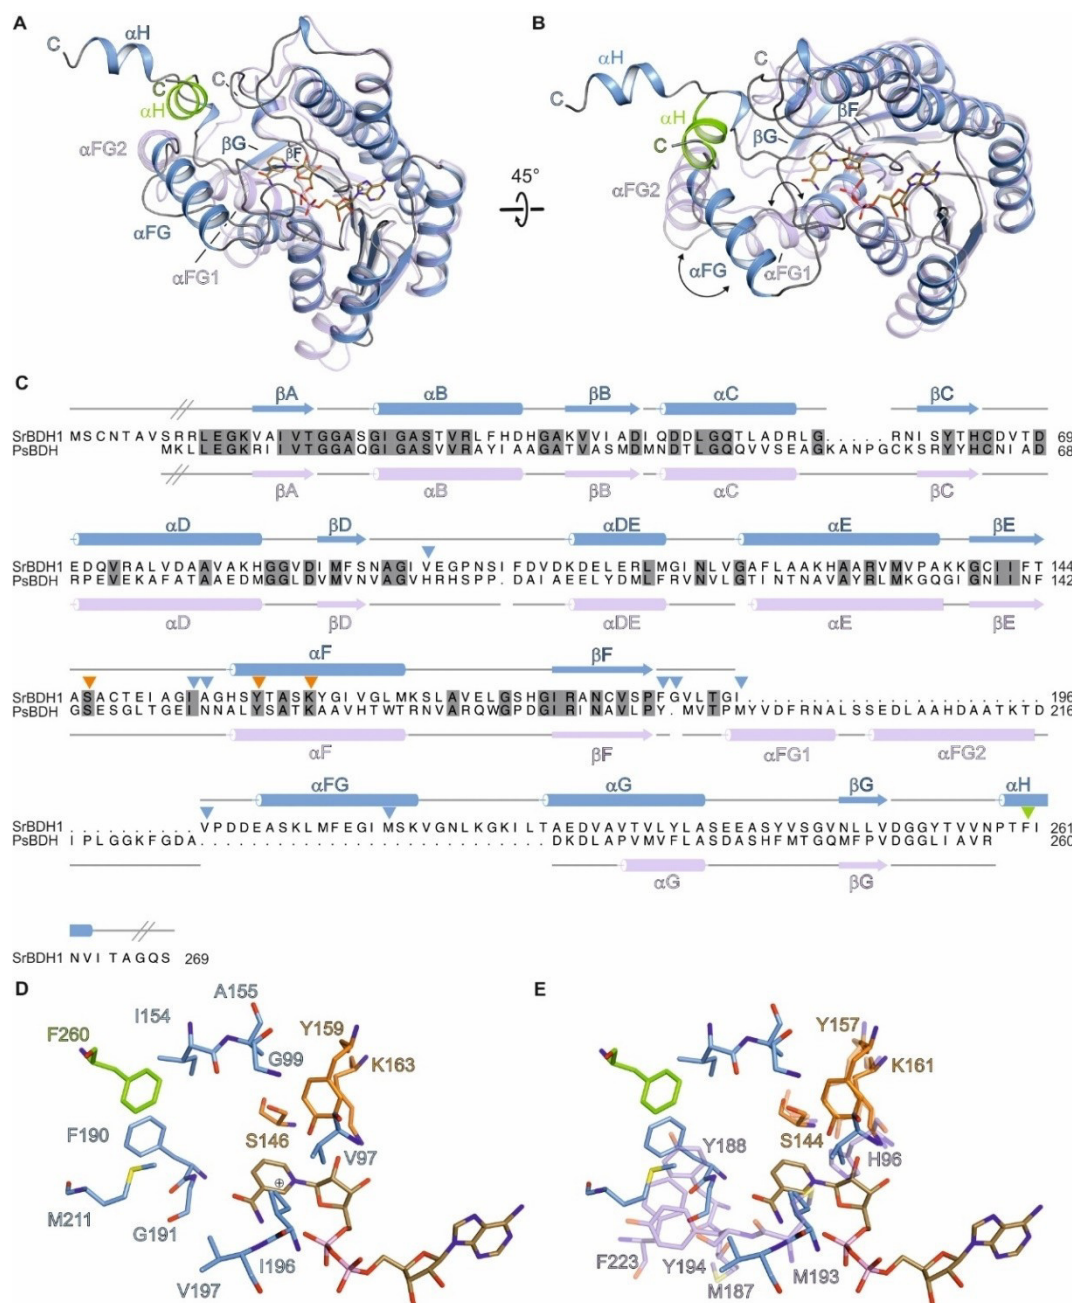 A
B
αH
C
C
C
αH
αFG2
βG
βF
αFG
αFG1
45°
αH
C
αH
C
βF
βG
αFG2
αFG
αFG1
C
βA αB βB αC βC
SrBDH1 MSCNTAVSRRLEGKVAIVTGGASGIGASTVRLFHDHGAKVVIADIQDDLGQTLADRLG.....RNISYTHCDVTD 69
PsBDH MKLLEGKRIIVTGGAQGIGASVVRAYIAAGATVASMDMNDTLGQQVVSEAGKANPGCKSRYYHCNIAD 68
βA αB βB αC βC
αD βD αDE αE βE
SrBDH1 EDQVRALVDAAVAKHGGVDIMFSNAGIVEGPNSIFDVDKDELERLMGINLVGAFLAAKHAARVMVPAKKGCIIFT 144
PsBDH RPEVEKAFATAAEDMGGLDVMVNVAGVHRHSPP.DAIAEELYDMLFRVNVLGTINTNAVAYRLMKGQGIGNIINF 142
αD βD αDE αE βE
αF βF
SrBDH1 ASACTEIAGIAGHSYTASKYGIVGLMKSLAVELGSHGIRANCVSPFGVLTGI 196
PsBDH GSESGLTGEINNALYSATKAAVHTWTRNVARQWGPDGIRINAVLPY.MVTPMYVDFRNALSSEDLAAHDAATKTD 216
αF βF αFG1 αFG2
αFG αG βG αH
SrBDH1 ..........VPDDEASKLMFEGIMSKVGNLKGKILTAEDVAVTVLYLASEEASYVSGVNLLVDGGYTVVNPTFI 261
PsBDH IPLGGKFGDA.........................DKDLAPVMVFLASDASHFMTGQMFPVDGGLIAVR 260
αG βG
SrBDH1 NVITAGQS 269
D
A155
I154
Y159
F260
G99
K163
F190
S146
V97
M211
G191
I196
V197
E
Y157
K161
S144
Y188
H96
F223
Y194
M187
M193